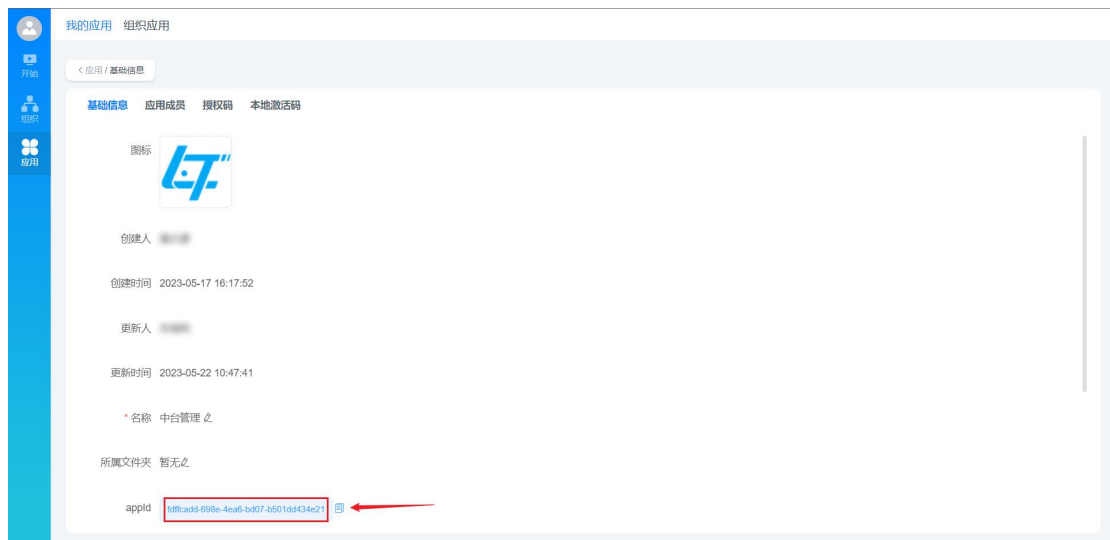 我的应用 组织应用
开始
组织
应用
< 应用 / 基础信息
基础信息 应用成员 授权码 本地激活码
图标
创建人
创建时间 2023-05-17 16:17:52
更新人
更新时间 2023-05-22 10:47:41
* 名称 中台管理
所属文件夹 暂无
appId fdffcadd-698e-4ea6-bd07-b501dd434e21